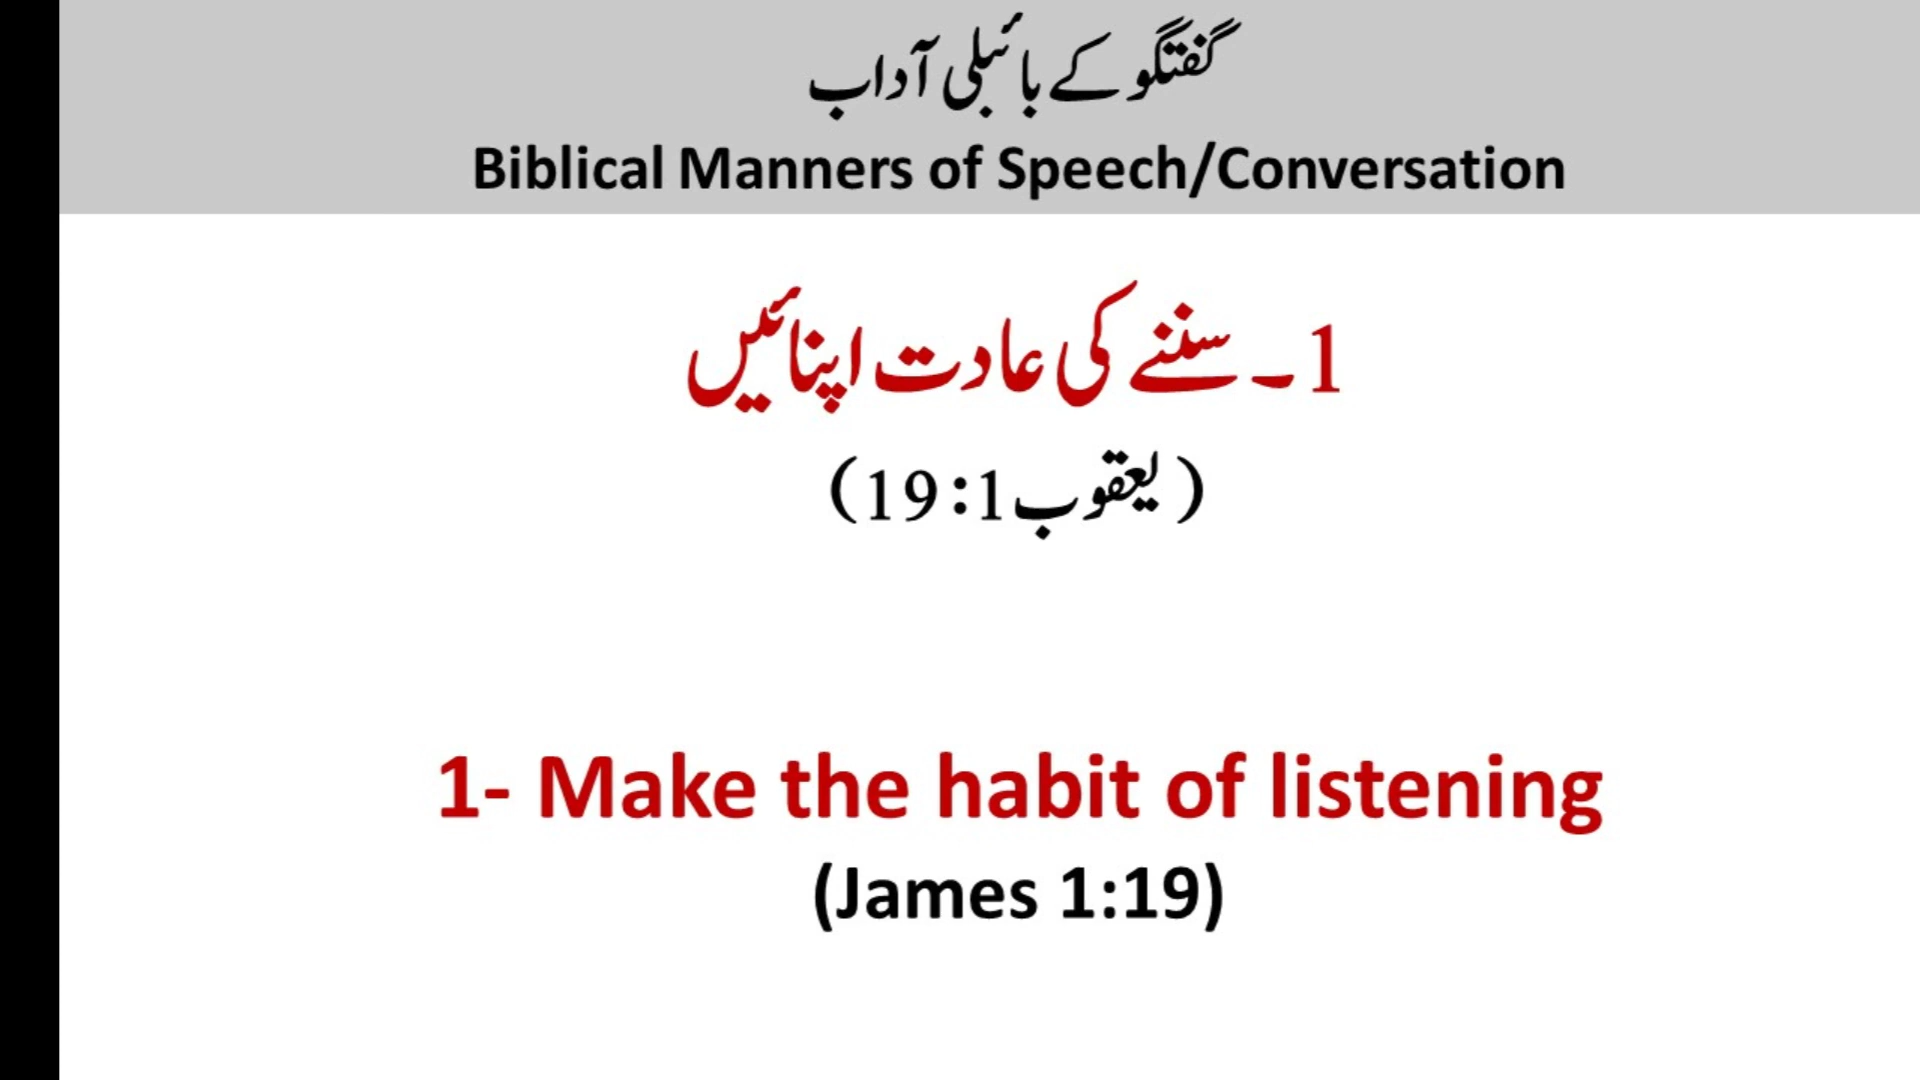 گفتگو کے بائبلی آداب
Biblical Manners of Speech/Conversation
1۔ سننے کی عادت اپنائیں
(یعقوب 1:19)
1- Make the habit of listening
(James 1:19)